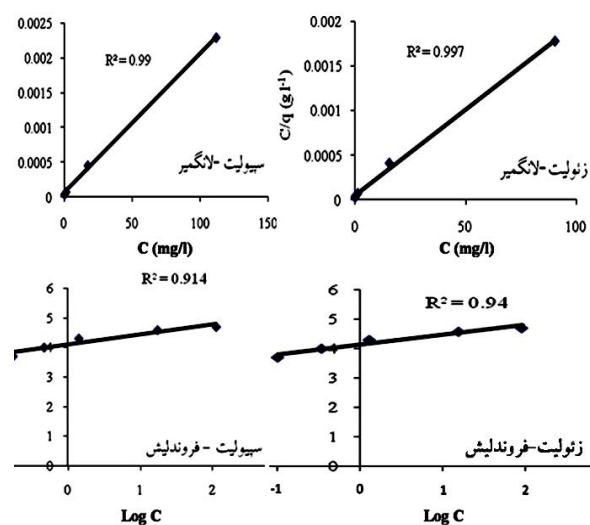 0.0025
0.002
0.0015
0.001
0.0005
0
0 50 100 150
R² = 0.99
سپیولیت -لانگمیر
C (mg/l)
0.002
0.0015
0.001
0.0005
0
0 50 100
C/q (g l⁻¹)
R² = 0.997
زئولیت-لانگمیر
C (mg/l)
R² = 0.914
6
5
4
3
2
1
0
0 1 2
سپیولیت - فروندلیش
Log C
R² = 0.94
6
5
4
3
2
1
0
-1 0 1 2
زئولیت-فروندلیش
Log C